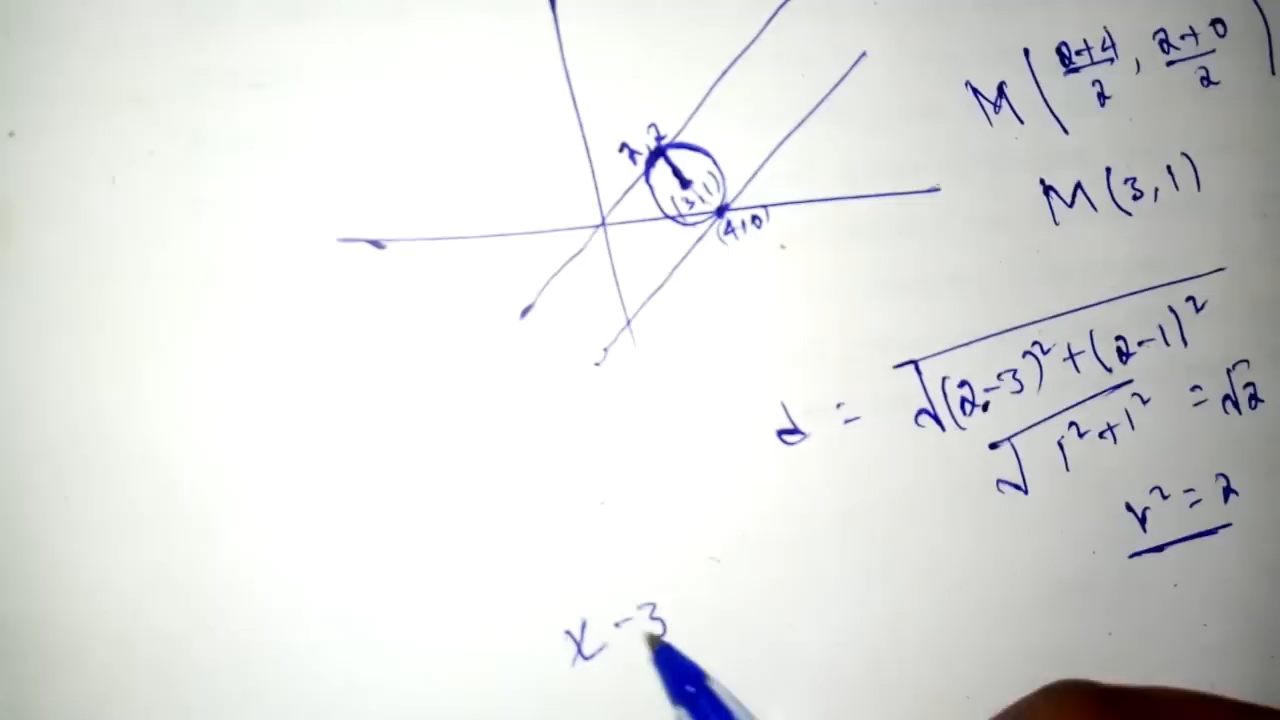 M(2+4/2, 2+0/2)
2,2
(3,1)
M(3,1)
(4,0)
d = √(2-3)²+(2-1)²
√1²+1² = √2
r² = 2
x-3